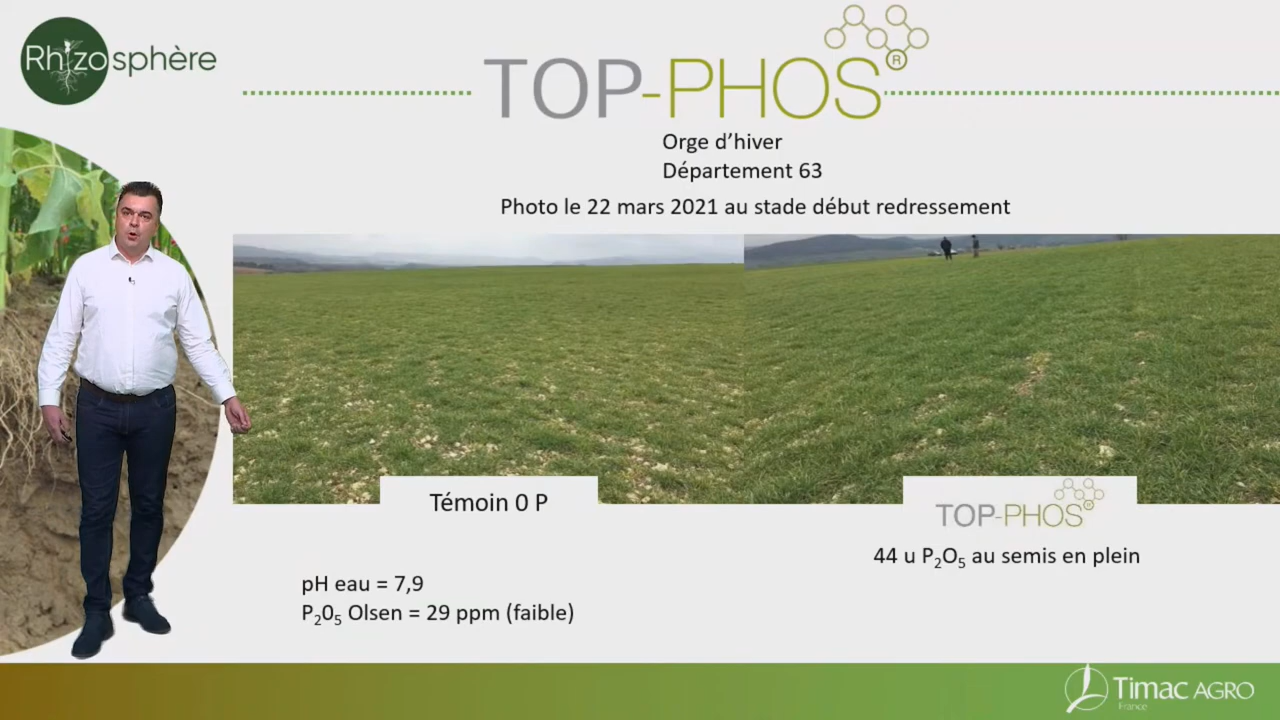 Rhizosphère
TOP-PHOS®
Orge d'hiver
Département 63
Photo le 22 mars 2021 au stade début redressement
Témoin 0 P
TOP-PHOS®
44 u P₂O₅ au semis en plein
pH eau = 7,9
P₂0₅ Olsen = 29 ppm (faible)
Timac AGRO
France